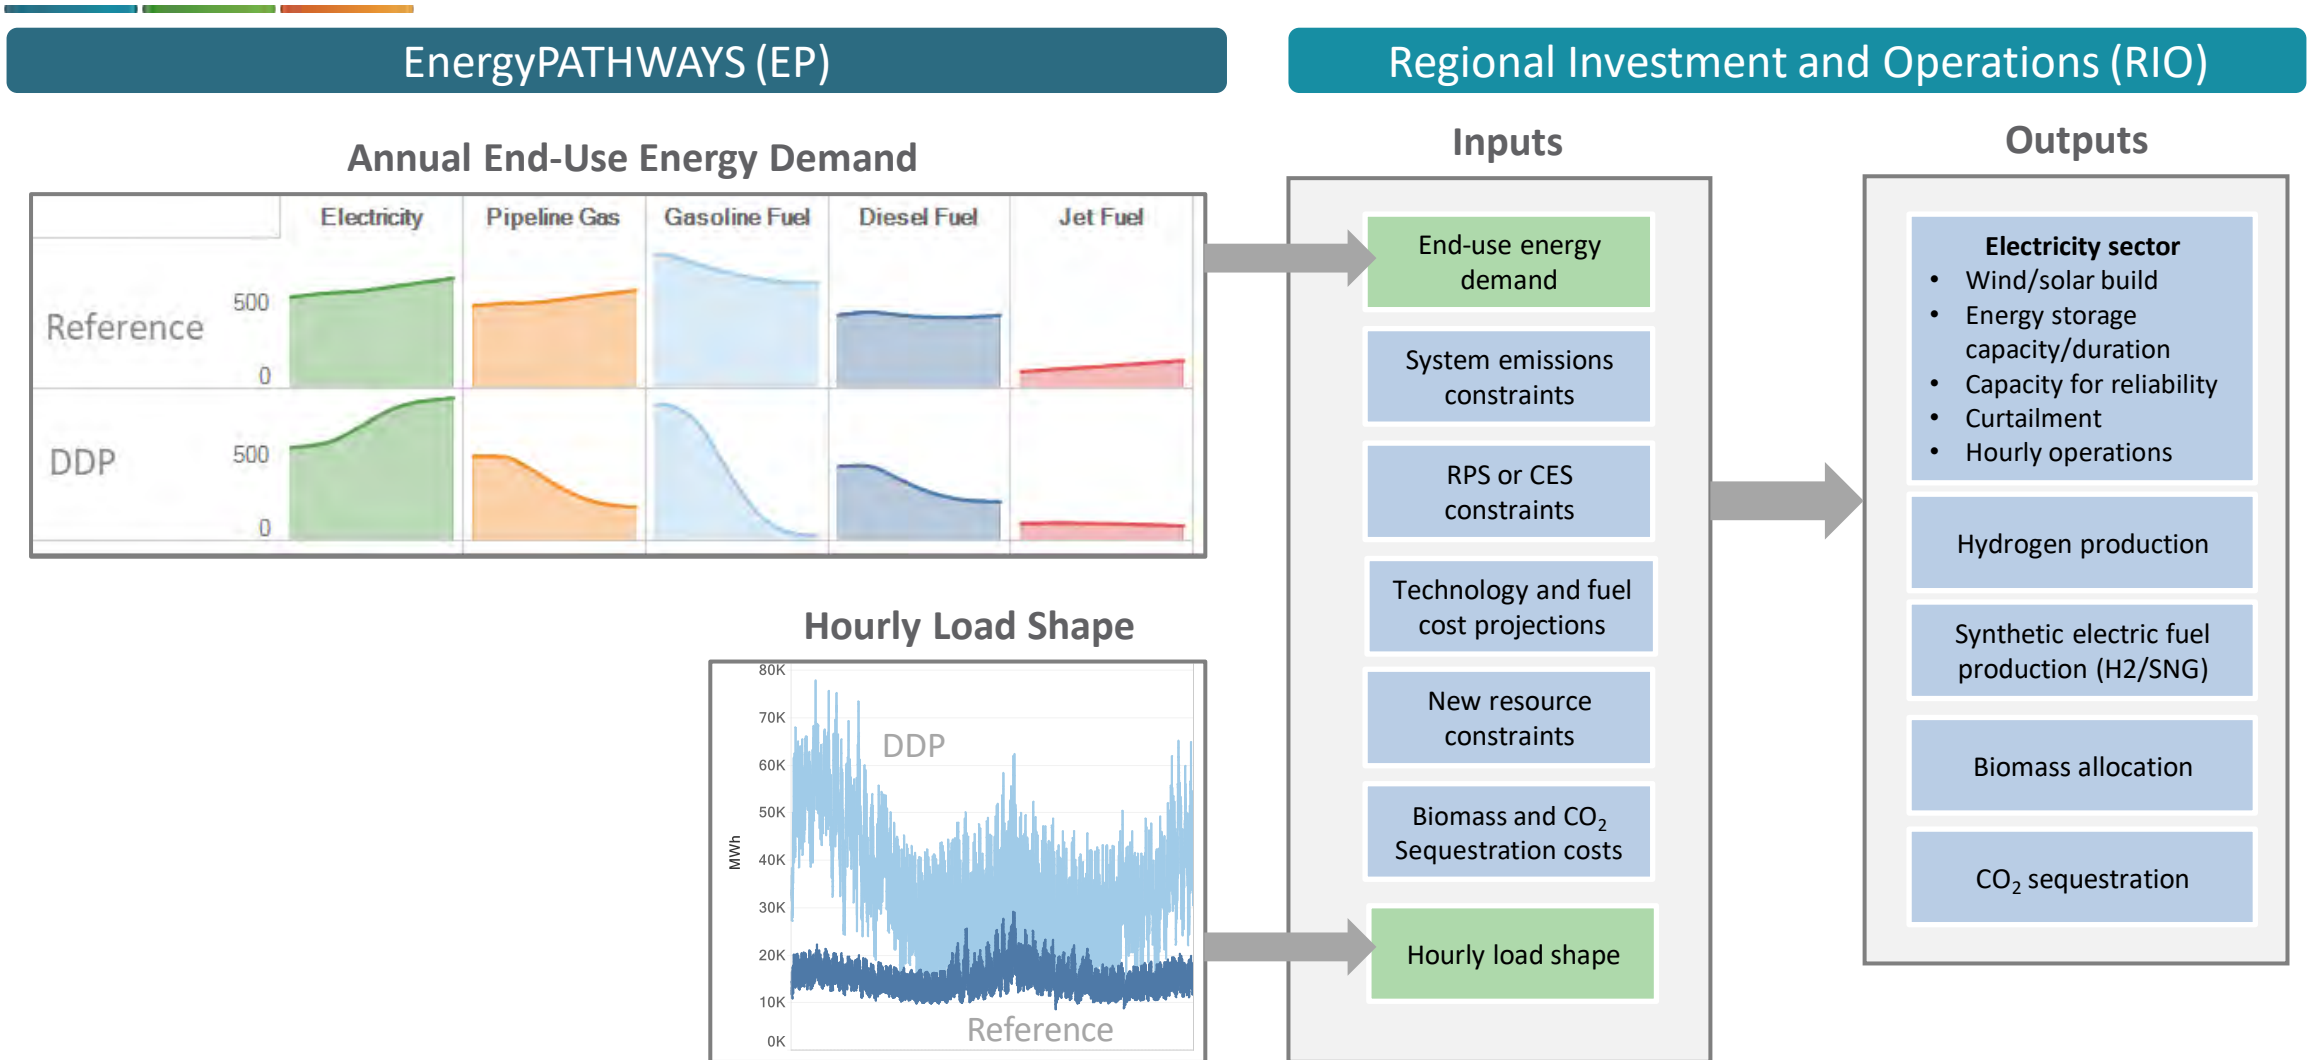 EnergyPATHWAYS (EP)
Regional Investment and Operations (RIO)
Annual End-Use Energy Demand
Electricity
Pipeline Gas
Gasoline Fuel
Diesel Fuel
Jet Fuel
Reference
500
0
DDP
500
0
Hourly Load Shape
80K
70K
60K
50K
40K
30K
20K
10K
0K
MWh
DDP
Reference
Inputs
End-use energy
demand
System emissions
constraints
RPS or CES
constraints
Technology and fuel
cost projections
New resource
constraints
Biomass and CO₂
Sequestration costs
Hourly load shape
Outputs
Electricity sector
• Wind/solar build
• Energy storage
capacity/duration
• Capacity for reliability
• Curtailment
• Hourly operations
Hydrogen production
Synthetic electric fuel
production (H2/SNG)
Biomass allocation
CO₂ sequestration